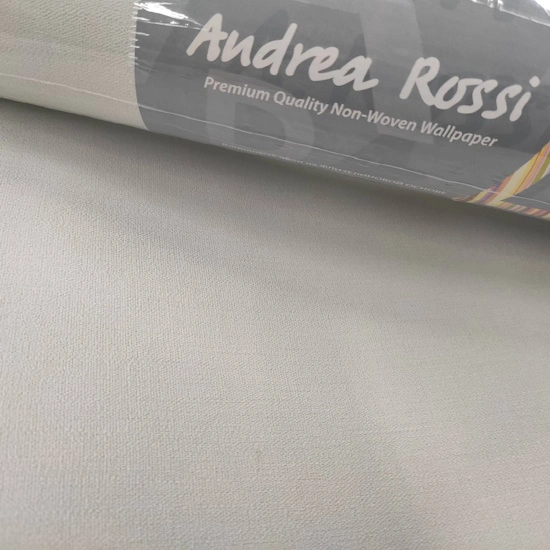 Andrea Rossi
Premium Quality Non-Woven Wallpaper